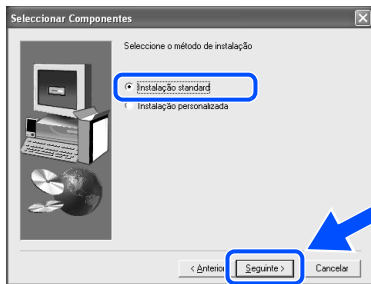 Seleccionar Componentes
Seleccione o método de instalação
Instalação standard
Instalação personalizada
< Anterior
Seguinte >
Cancelar